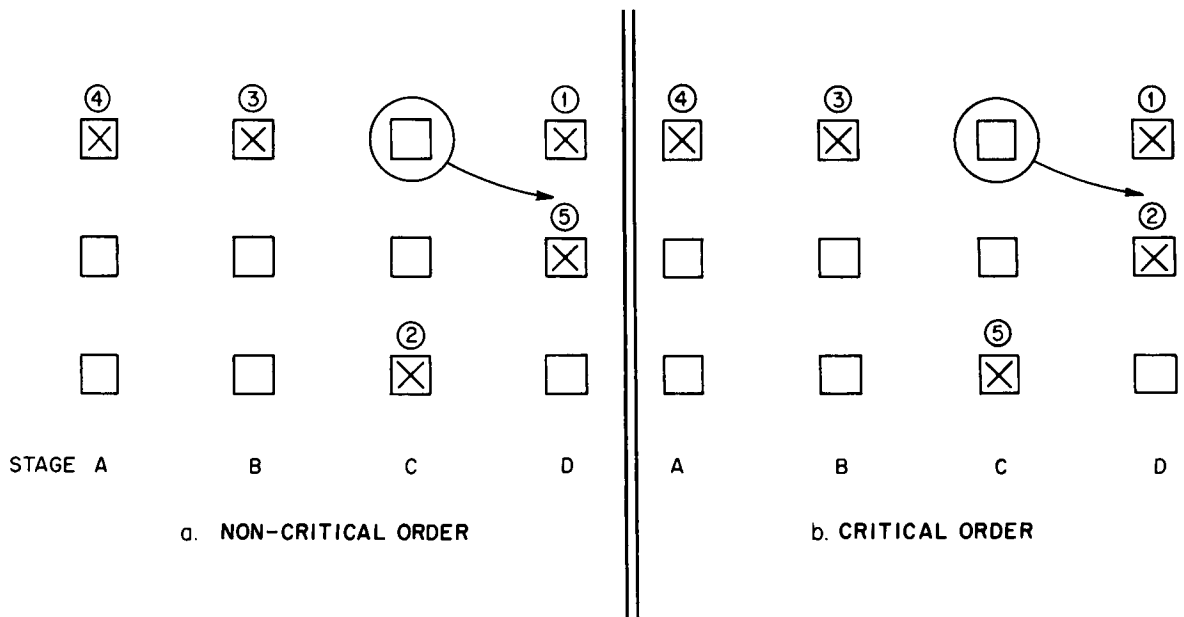 ④ ③ ① ④ ③ ①
⑤ ②
② ⑤
STAGE A B C D A B C D
a. NON-CRITICAL ORDER
b. CRITICAL ORDER